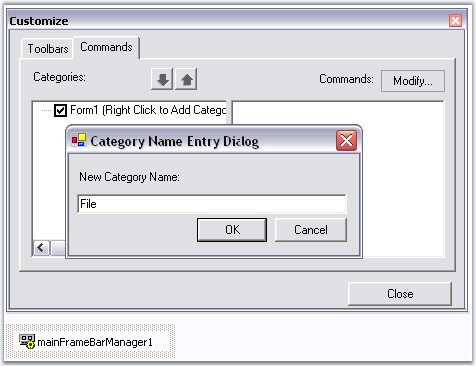 Customize
Toolbars Commands
Categories: Commands: Modify...
Form1 (Right Click to Add Catego
Category Name Entry Dialog
New Category Name:
File
OK Cancel
Close
mainFrameBarManager1